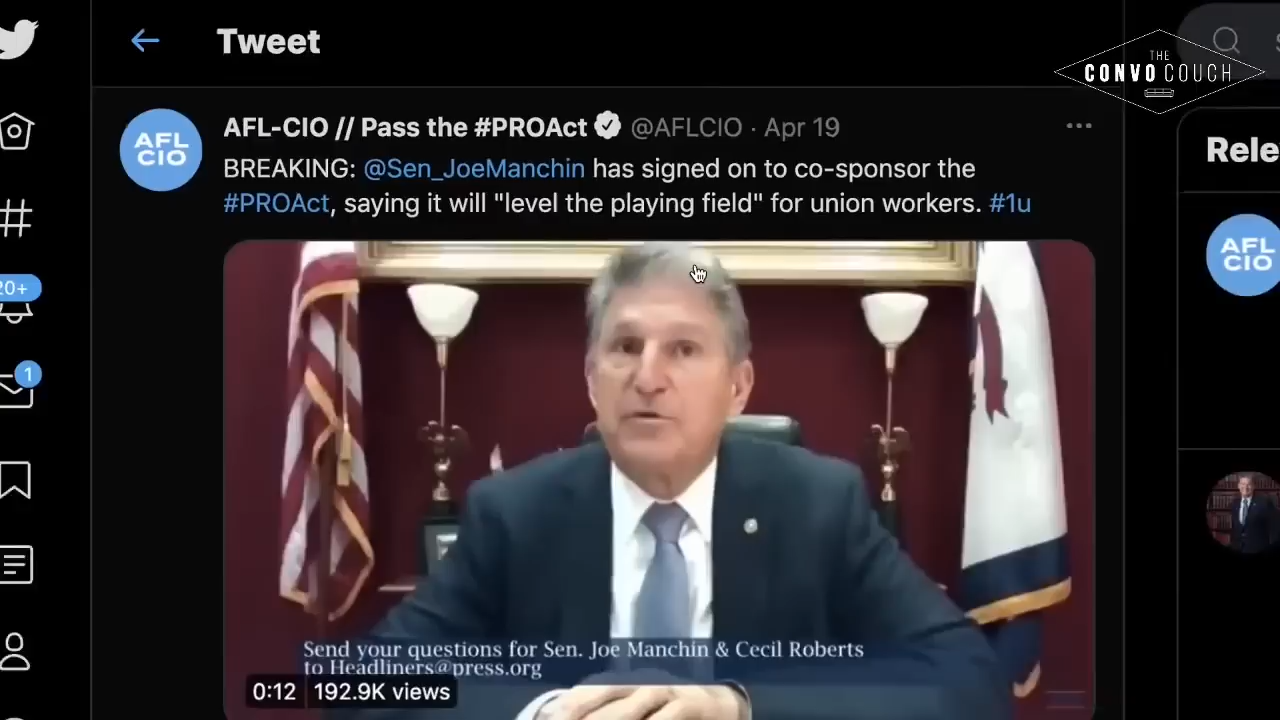 Tweet
THE
CONVO COUCH
AFL-CIO // Pass the #PROAct @AFLCIO · Apr 19
BREAKING: @Sen_JoeManchin has signed on to co-sponsor the
#PROAct, saying it will "level the playing field" for union workers. #1u
AFL
CIO
Rele
AFL
CIO
20+
1
Send your questions for Sen. Joe Manchin & Cecil Roberts
to Headliners@press.org
0:12 192.9K views